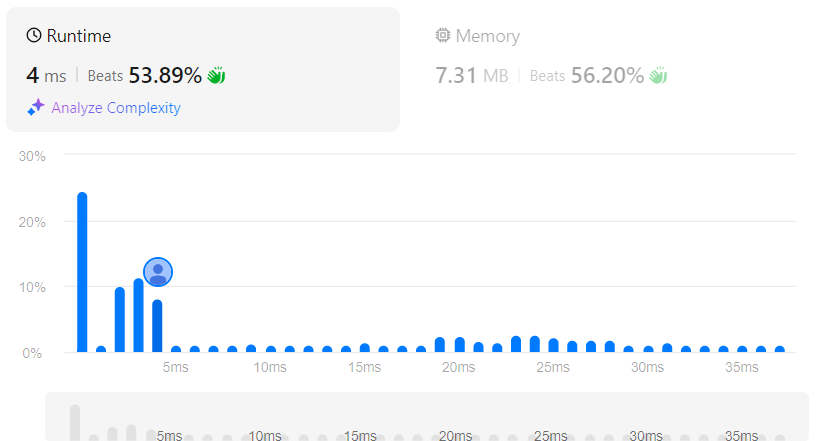 Runtime
4 ms | Beats 53.89%
Analyze Complexity
Memory
7.31 MB | Beats 56.20%
30%
20%
10%
0%
5ms 10ms 15ms 20ms 25ms 30ms 35ms
5ms 10ms 15ms 20ms 25ms 30ms 35ms